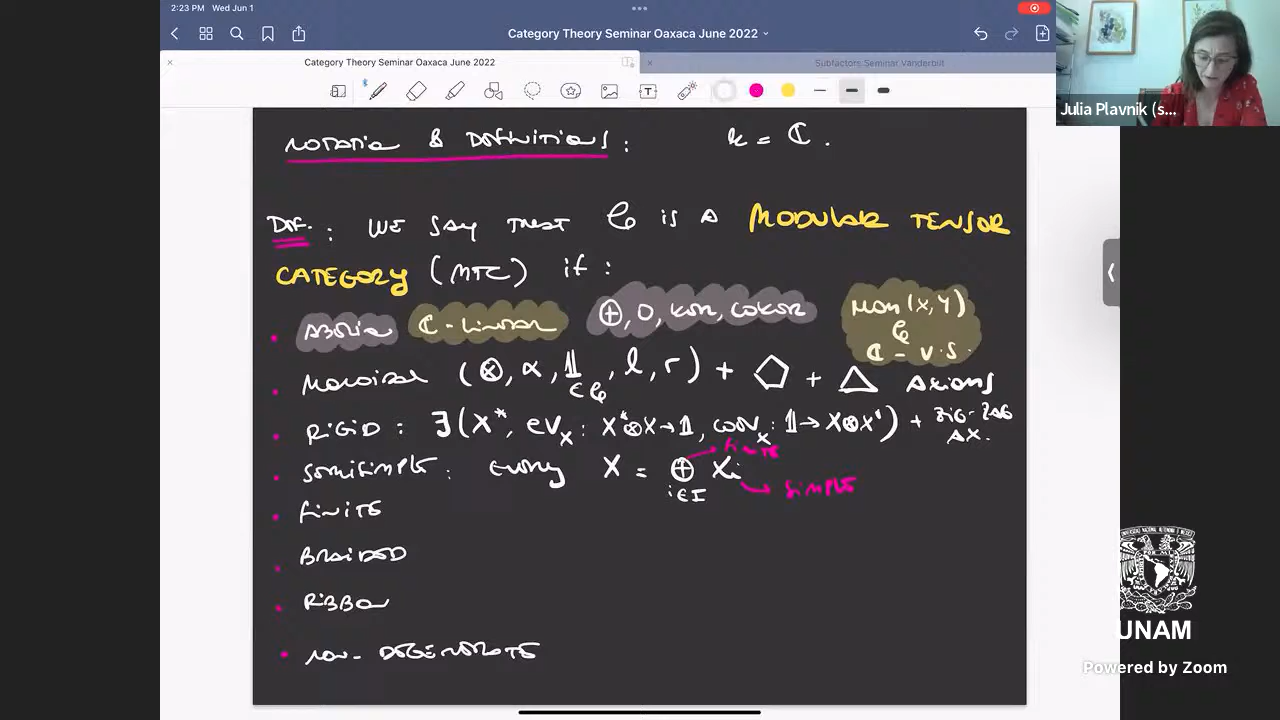 2:23 PM Wed Jun 1
Category Theory Seminar Oaxaca June 2022
Category Theory Seminar Oaxaca June 2022
Subfactors Seminar Vanderbilt
Julia Plavnik (s...
NOTATION & DEFINITIONS : k = ℂ .
DEF. : WE SAY THAT 𝒞 IS A MODULAR TENSOR
CATEGORY (MTC) if :
• ABELIAN ℂ-LINEAR ⊕, 0, KER, COKER HOM_𝒞(X,Y) ℂ-V.S
• MONOIDAL (⊗, α, 𝟙 ∈ 𝒞, l, r) + ⬠ + △ AXIOMS
• RIGID : ∃ (X*, ev_X : X*⊗X → 𝟙, coev_X : 𝟙 → X⊗X*) + ZIG-ZAG AX.
• SEMISIMPLE : EVERY X = ⊕_{i∈I} X_i → FINITE → SIMPLE
• FINITE
• BRAIDED
• RIBBON
• NON-DEGENERATE
UNAM
Powered by Zoom